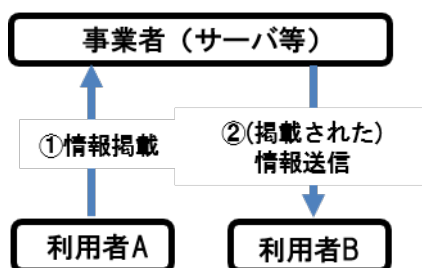 事業者（サーバ等）
①情報掲載
②(掲載された)
情報送信
利用者A
利用者B